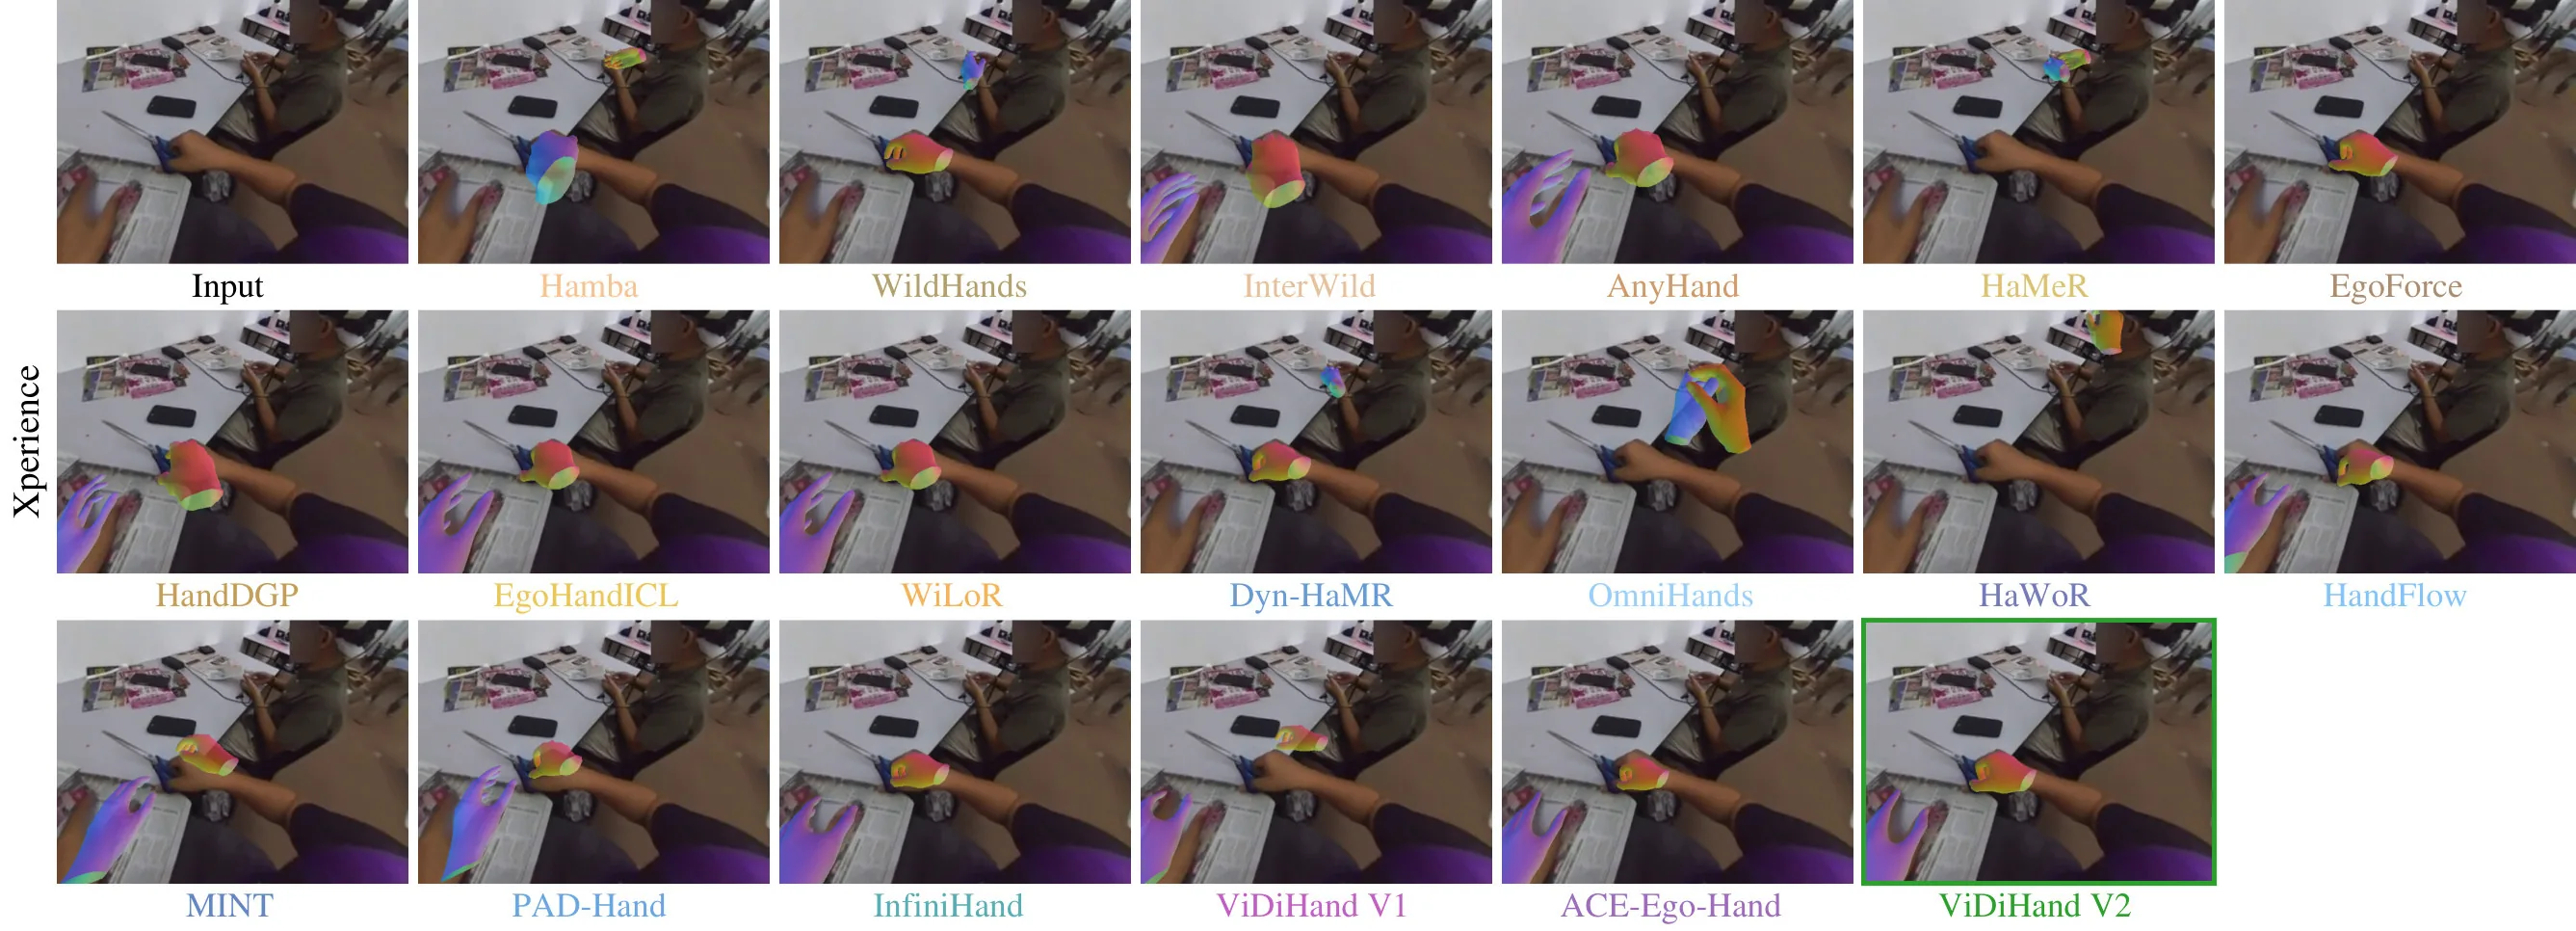 Input
Hamba
WildHands
InterWild
AnyHand
HaMeR
EgoForce
Xperience
HandDGP
EgoHandICL
WiLoR
Dyn-HaMR
OmniHands
HaWoR
HandFlow
MINT
PAD-Hand
InfiniHand
ViDiHand V1
ACE-Ego-Hand
ViDiHand V2